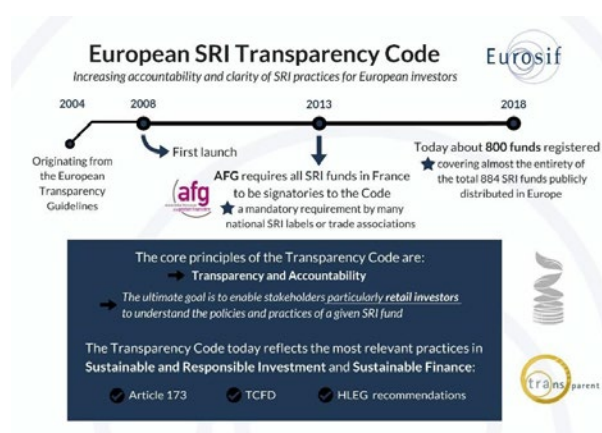 European SRI Transparency Code
Eurosif
Increasing accountability and clarity of SRI practices for European investors
2004
2008
2013
2018
Originating from
the European
Transparency
Guidelines
First launch
afg
AFG requires all SRI funds in France
to be signatories to the Code
a mandatory requirement by many
national SRI labels or trade associations
Today about 800 funds registered
covering almost the entirety of
the total 884 SRI funds publicly
distributed in Europe
The core principles of the Transparency Code are:
Transparency and Accountability
The ultimate goal is to enable stakeholders particularly retail investors
to understand the policies and practices of a given SRI fund
The Transparency Code today reflects the most relevant practices in
Sustainable and Responsible Investment and Sustainable Finance:
Article 173
TCFD
HLEG recommendations
transparent